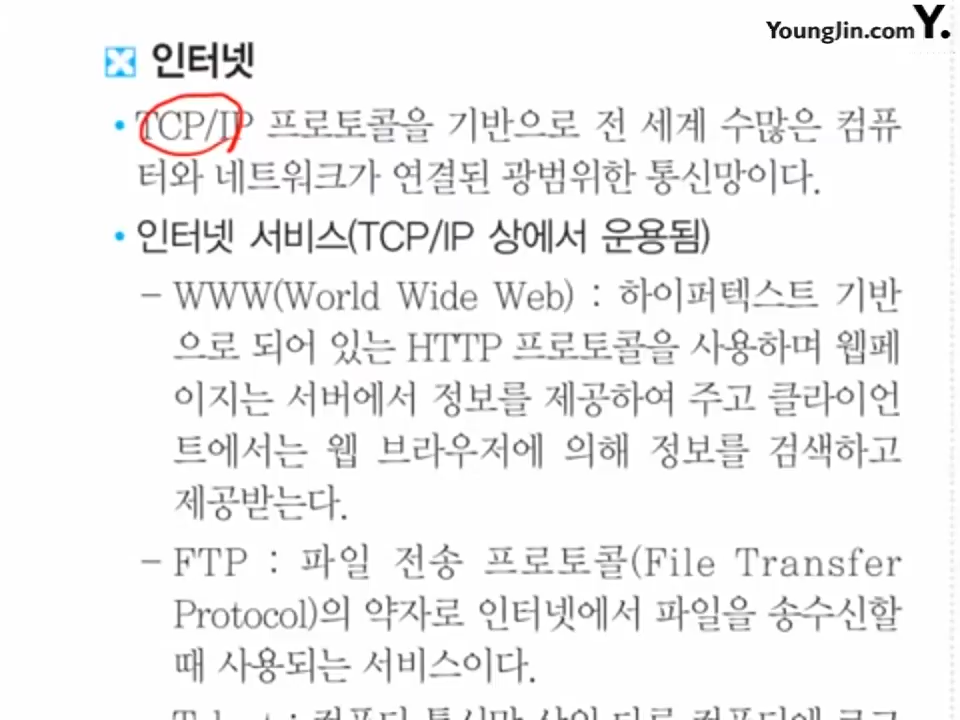 YoungJin.com Y.
인터넷
• TCP/IP 프로토콜을 기반으로 전 세계 수많은 컴퓨
터와 네트워크가 연결된 광범위한 통신망이다.
• 인터넷 서비스(TCP/IP 상에서 운용됨)
– WWW(World Wide Web) : 하이퍼텍스트 기반
으로 되어 있는 HTTP 프로토콜을 사용하며 웹페
이지는 서버에서 정보를 제공하여 주고 클라이언
트에서는 웹 브라우저에 의해 정보를 검색하고
제공받는다.
– FTP : 파일 전송 프로토콜(File Transfer
Protocol)의 약자로 인터넷에서 파일을 송수신할
때 사용되는 서비스이다.